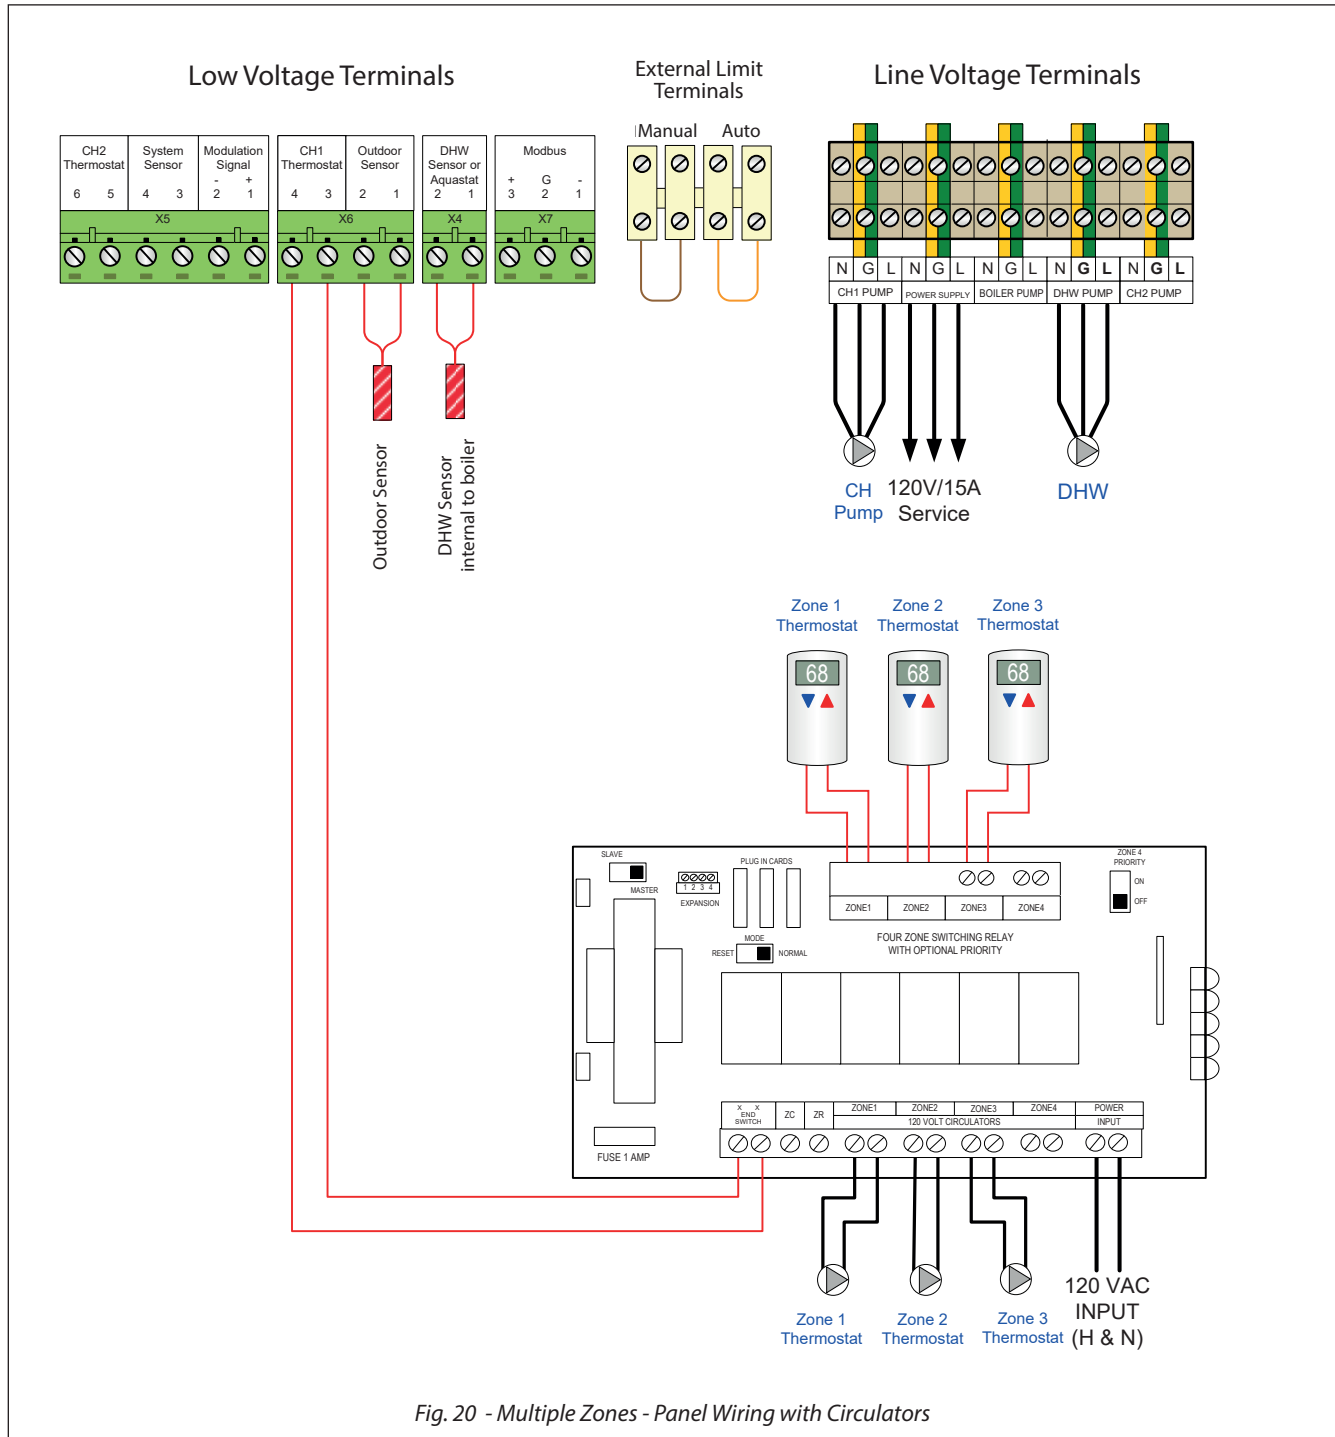 Low Voltage Terminals
External Limit
Terminals
Line Voltage Terminals
Manual Auto
CH2
Thermostat
6 5
System
Sensor
4 3
Modulation
Signal
- +
2 1
CH1
Thermostat
4 3
Outdoor
Sensor
2 1
DHW
Sensor or
Aquastat
2 1
Modbus
+ G -
3 2 1
X5
X6
X4
X7
N G L N G L N G L N G L N G L
CH1 PUMP POWER SUPPLY BOILER PUMP DHW PUMP CH2 PUMP
Outdoor Sensor
DHW Sensor
internal to boiler
CH
Pump
120V/15A
Service
DHW
Zone 1
Thermostat
Zone 2
Thermostat
Zone 3
Thermostat
68
68
68
SLAVE
MASTER
1 2 3 4
EXPANSION
PLUG IN CARDS
MODE
RESET NORMAL
ZONE1 ZONE2 ZONE3 ZONE4
FOUR ZONE SWITCHING RELAY
WITH OPTIONAL PRIORITY
ZONE 4
PRIORITY
ON
OFF
FUSE 1 AMP
X X
END
SWITCH
ZC
ZR
ZONE1 ZONE2 ZONE3 ZONE4
120 VOLT CIRCULATORS
POWER
INPUT
Zone 1
Thermostat
Zone 2
Thermostat
Zone 3
Thermostat
120 VAC
INPUT
(H & N)
Fig. 20 - Multiple Zones - Panel Wiring with Circulators